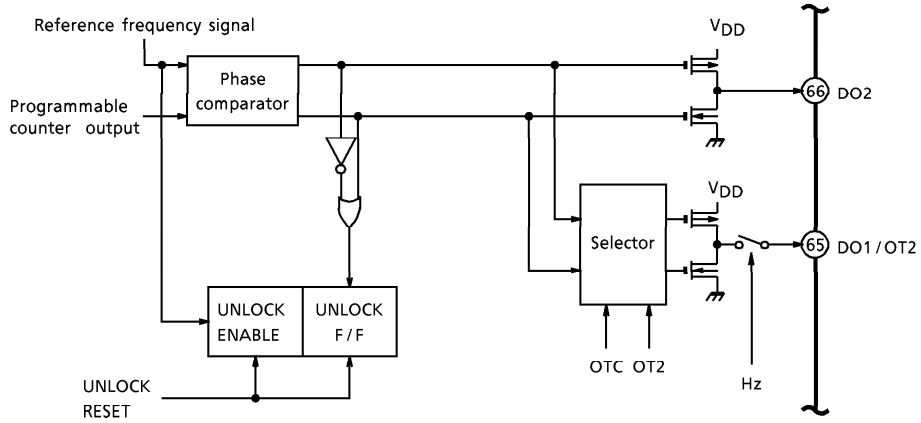 Reference frequency signal
VDD
Phase
comparator
66 DO2
Programmable
counter output
VDD
Selector
65 DO1/OT2
UNLOCK
ENABLE
UNLOCK
F/F
OTC OT2
Hz
UNLOCK
RESET